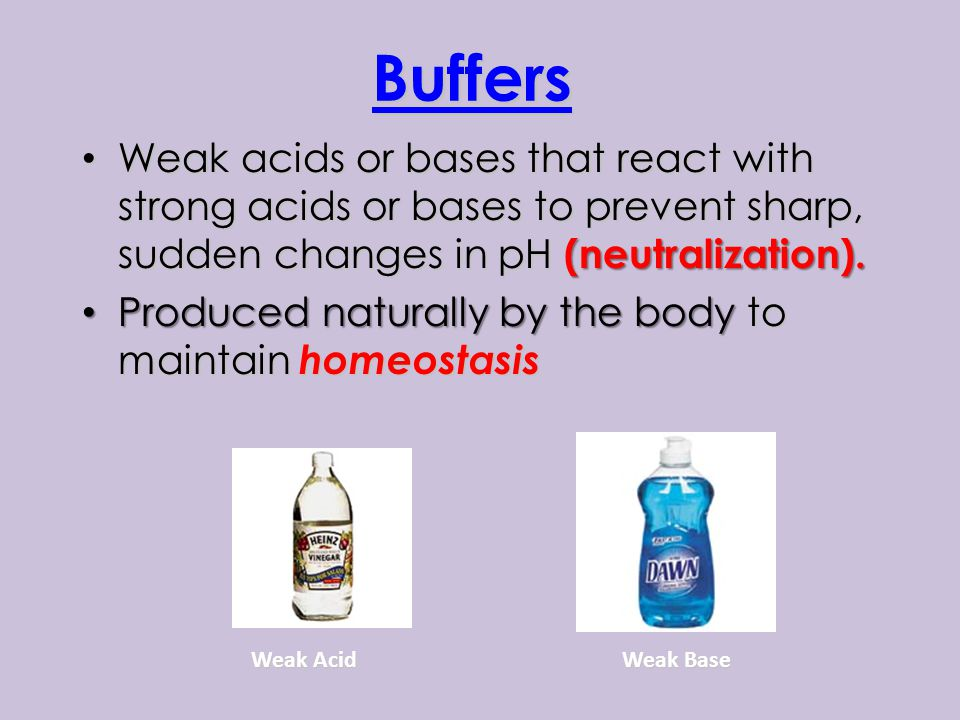 Buffers
• Weak acids or bases that react with
strong acids or bases to prevent sharp,
sudden changes in pH (neutralization).
• Produced naturally by the body to
maintain homeostasis
HEINZ
VINEGAR
DAWN
Weak Acid
Weak Base